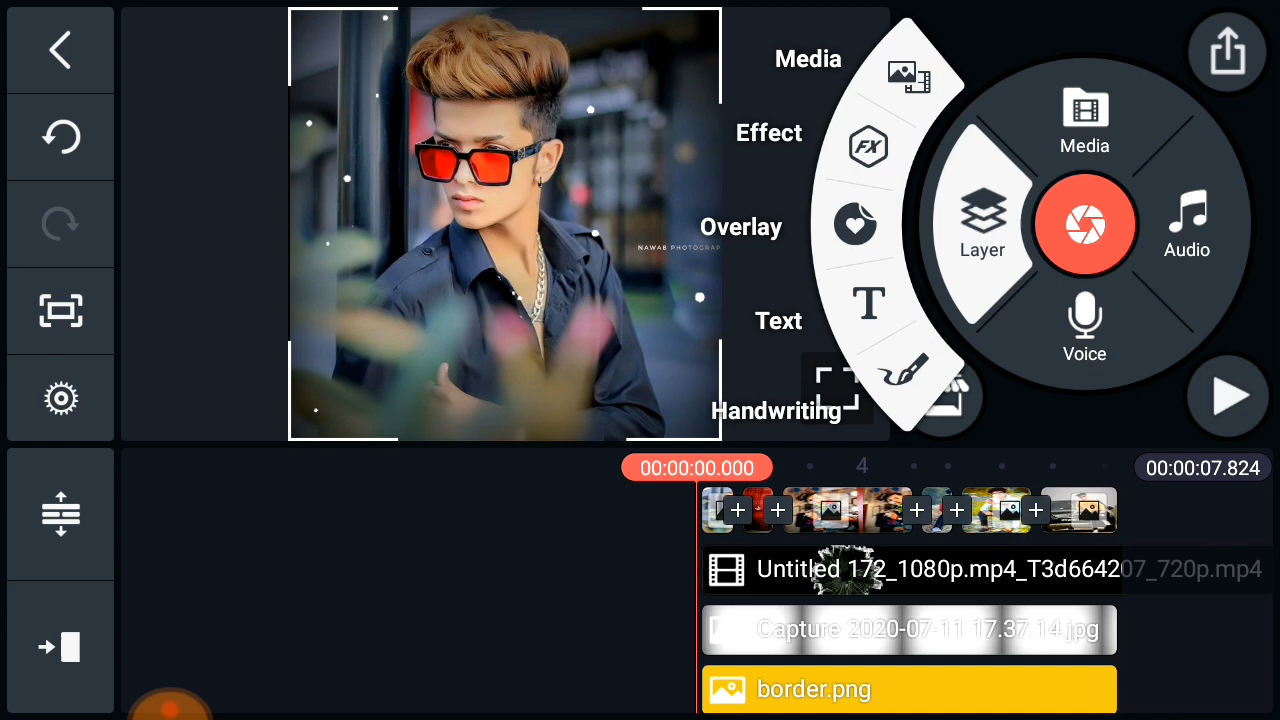 Media
Effect
Overlay
Text
Handwriting
Media
Layer
Audio
Voice
NAWAB PHOTOGRAP
00:00:00.000
4
00:00:07.824
Untitled 172_1080p.mp4_T3d664207_720p.mp4
Capture 2020-07-11 17.37.14.jpg
border.png